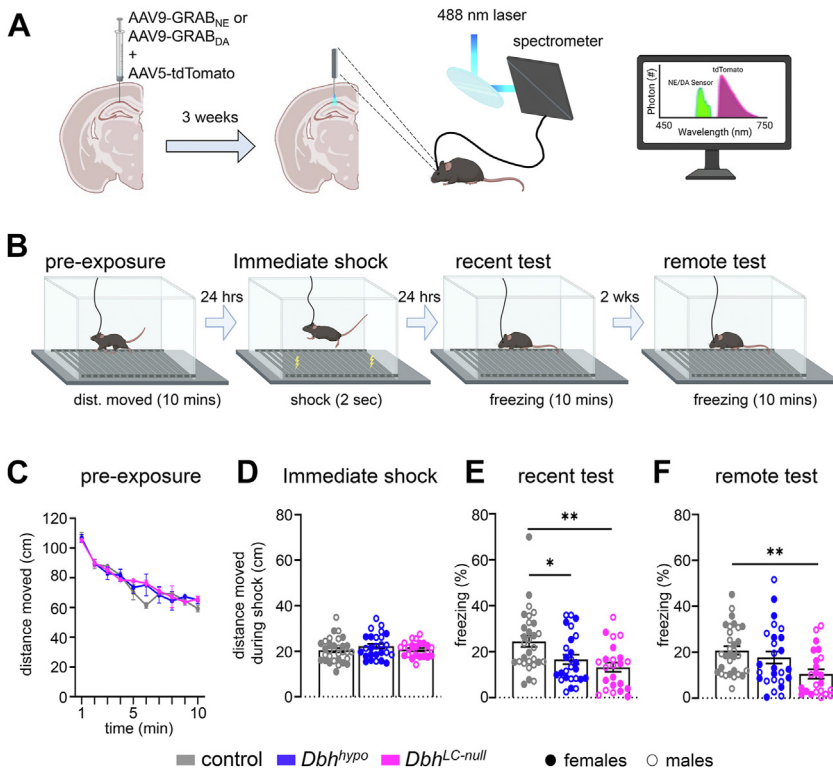 A
AAV9-GRABNE or
AAV9-GRABDA
+
AAV5-tdTomato
3 weeks
488 nm laser
spectrometer
tdTomato
NE/DA Sensor
Photon (#)
450
750
Wavelength (nm)
B
pre-exposure
Immediate shock
recent test
remote test
24 hrs
24 hrs
2 wks
dist. moved (10 mins)
shock (2 sec)
freezing (10 mins)
freezing (10 mins)
C
pre-exposure
distance moved (cm)
120
100
80
60
40
20
0
1
5
10
time (min)
D
Immediate shock
distance moved
during shock (cm)
80
60
40
20
0
E
recent test
freezing (%)
80
60
40
20
0
**
*
F
remote test
freezing (%)
80
60
40
20
0
**
control
Dbhhypo
DbhLC-null
females
males